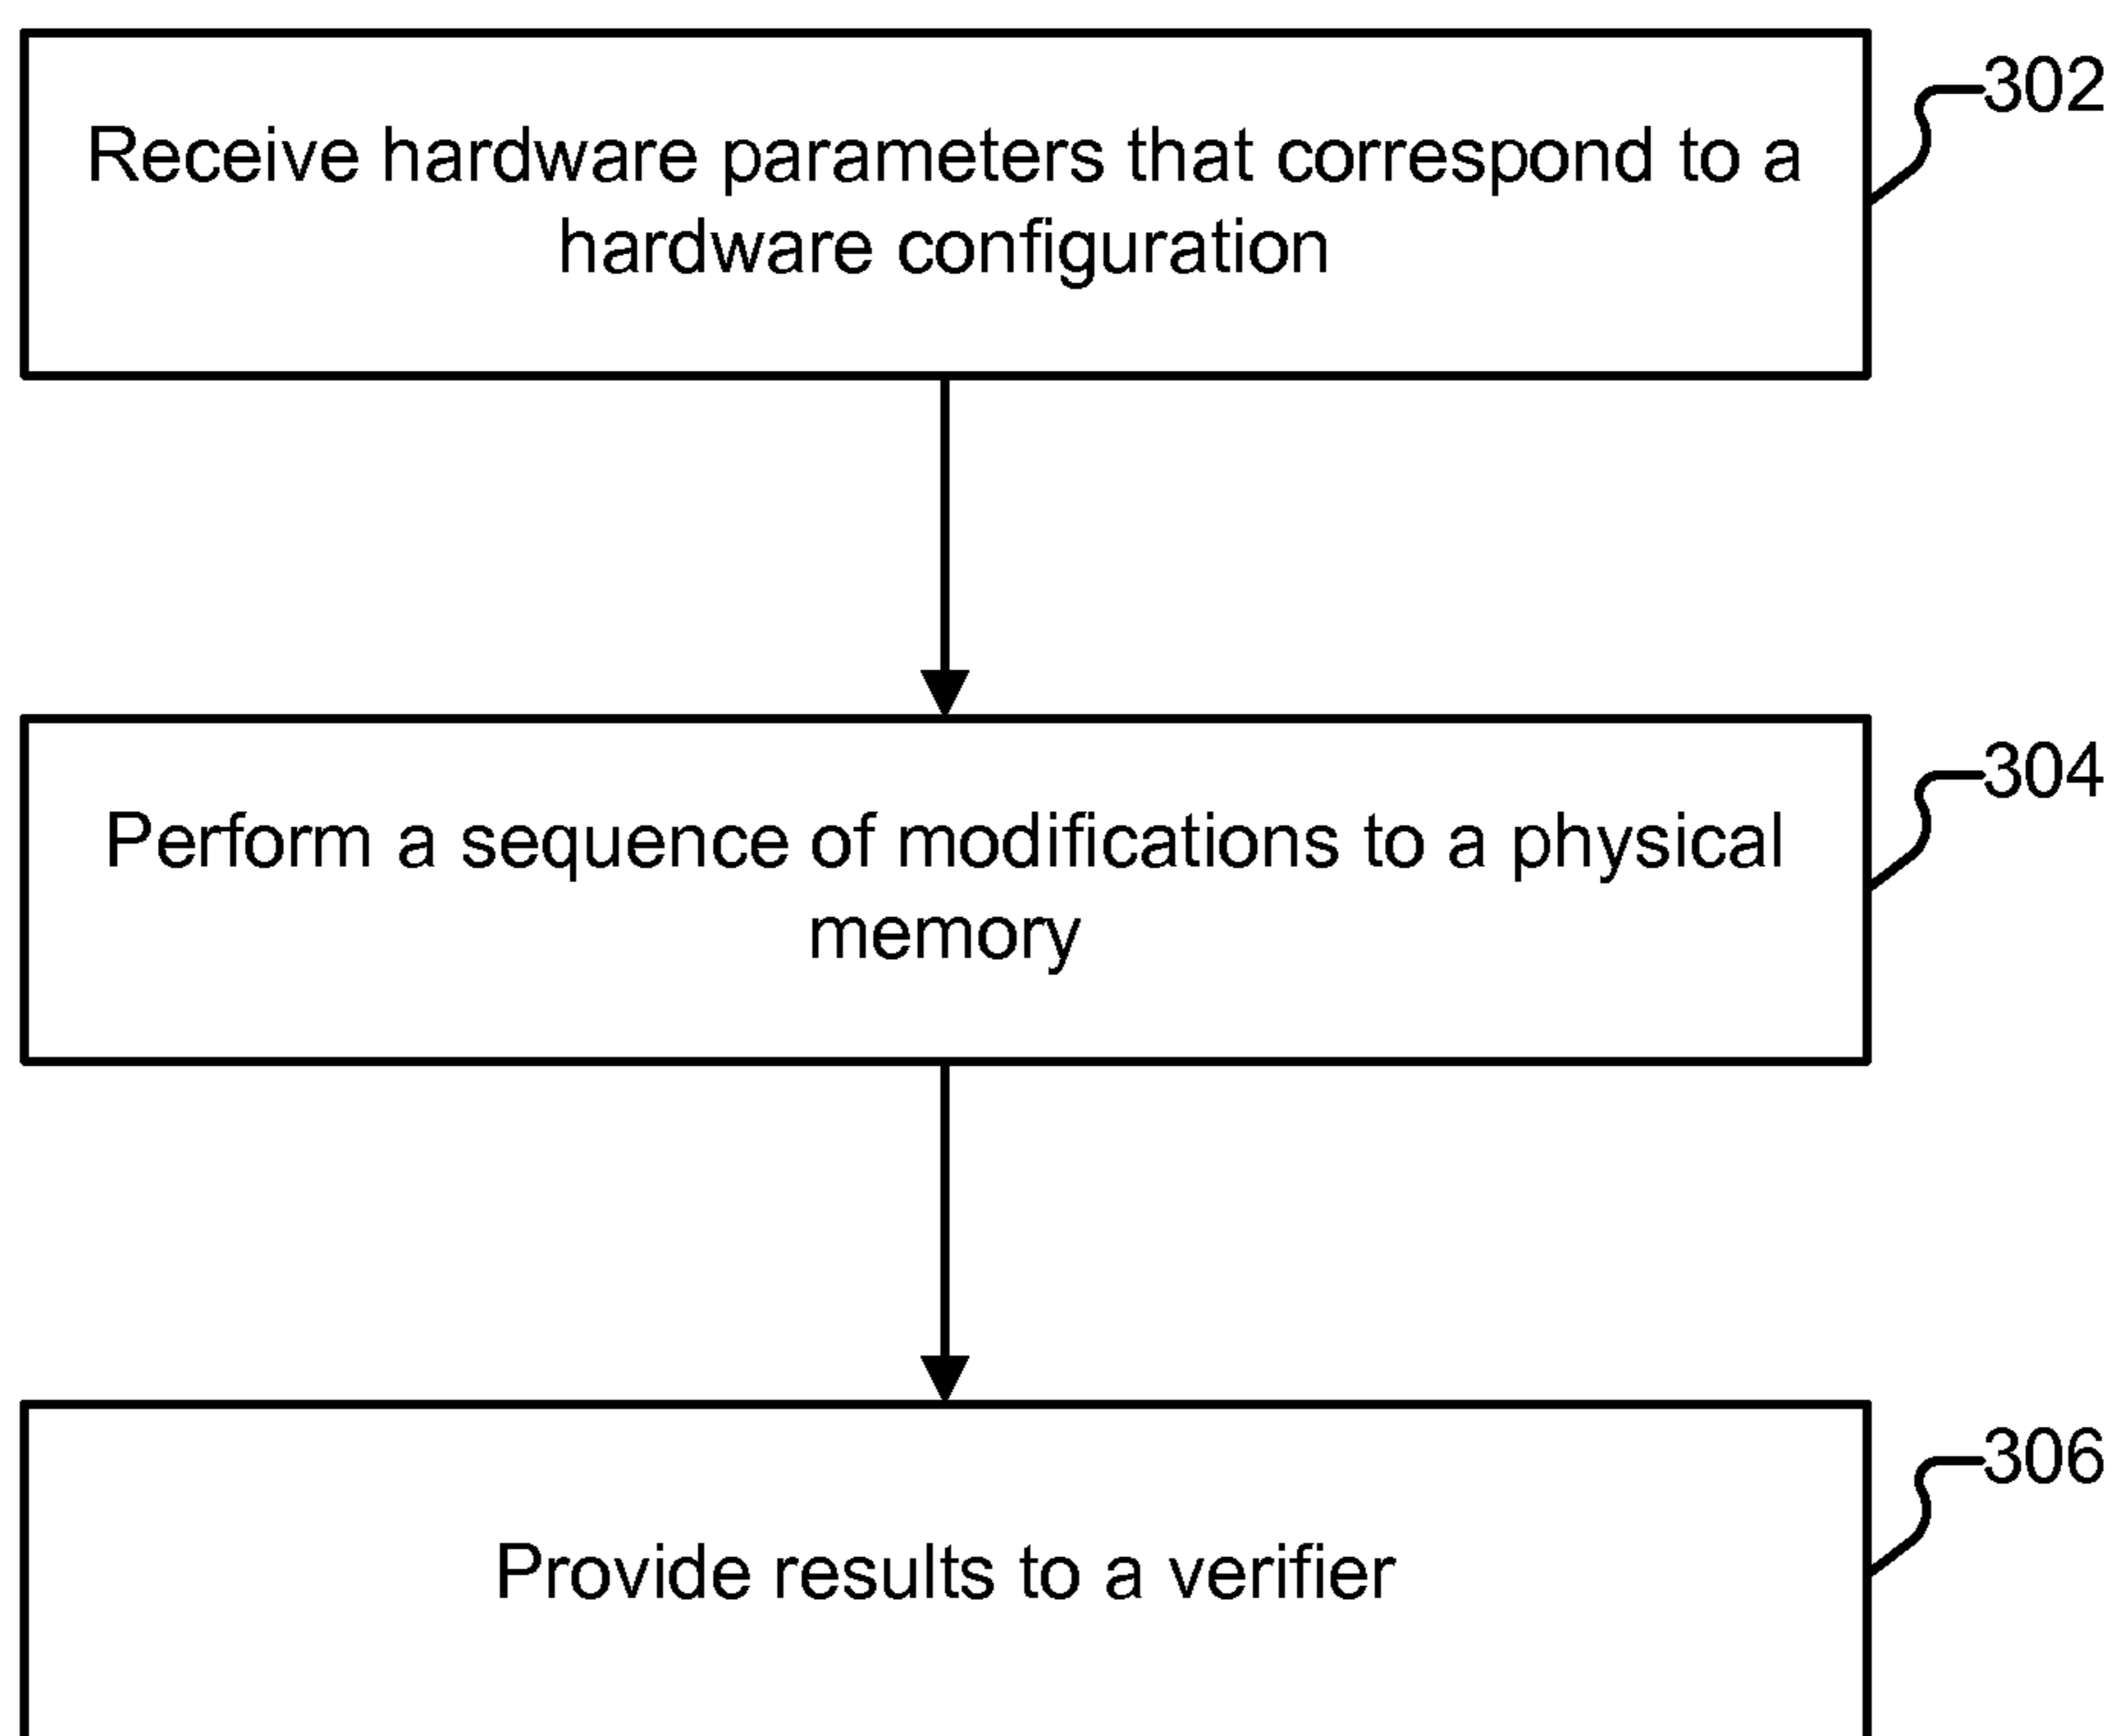 302
Receive hardware parameters that correspond to a
hardware configuration
304
Perform a sequence of modifications to a physical
memory
306
Provide results to a verifier